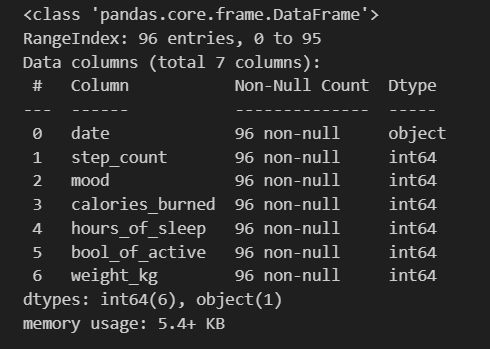 <class 'pandas.core.frame.DataFrame'>
RangeIndex: 96 entries, 0 to 95
Data columns (total 7 columns):
 #   Column           Non-Null Count  Dtype
---  ------           --------------  -----
 0   date             96 non-null     object
 1   step_count       96 non-null     int64
 2   mood             96 non-null     int64
 3   calories_burned  96 non-null     int64
 4   hours_of_sleep   96 non-null     int64
 5   bool_of_active   96 non-null     int64
 6   weight_kg        96 non-null     int64
dtypes: int64(6), object(1)
memory usage: 5.4+ KB